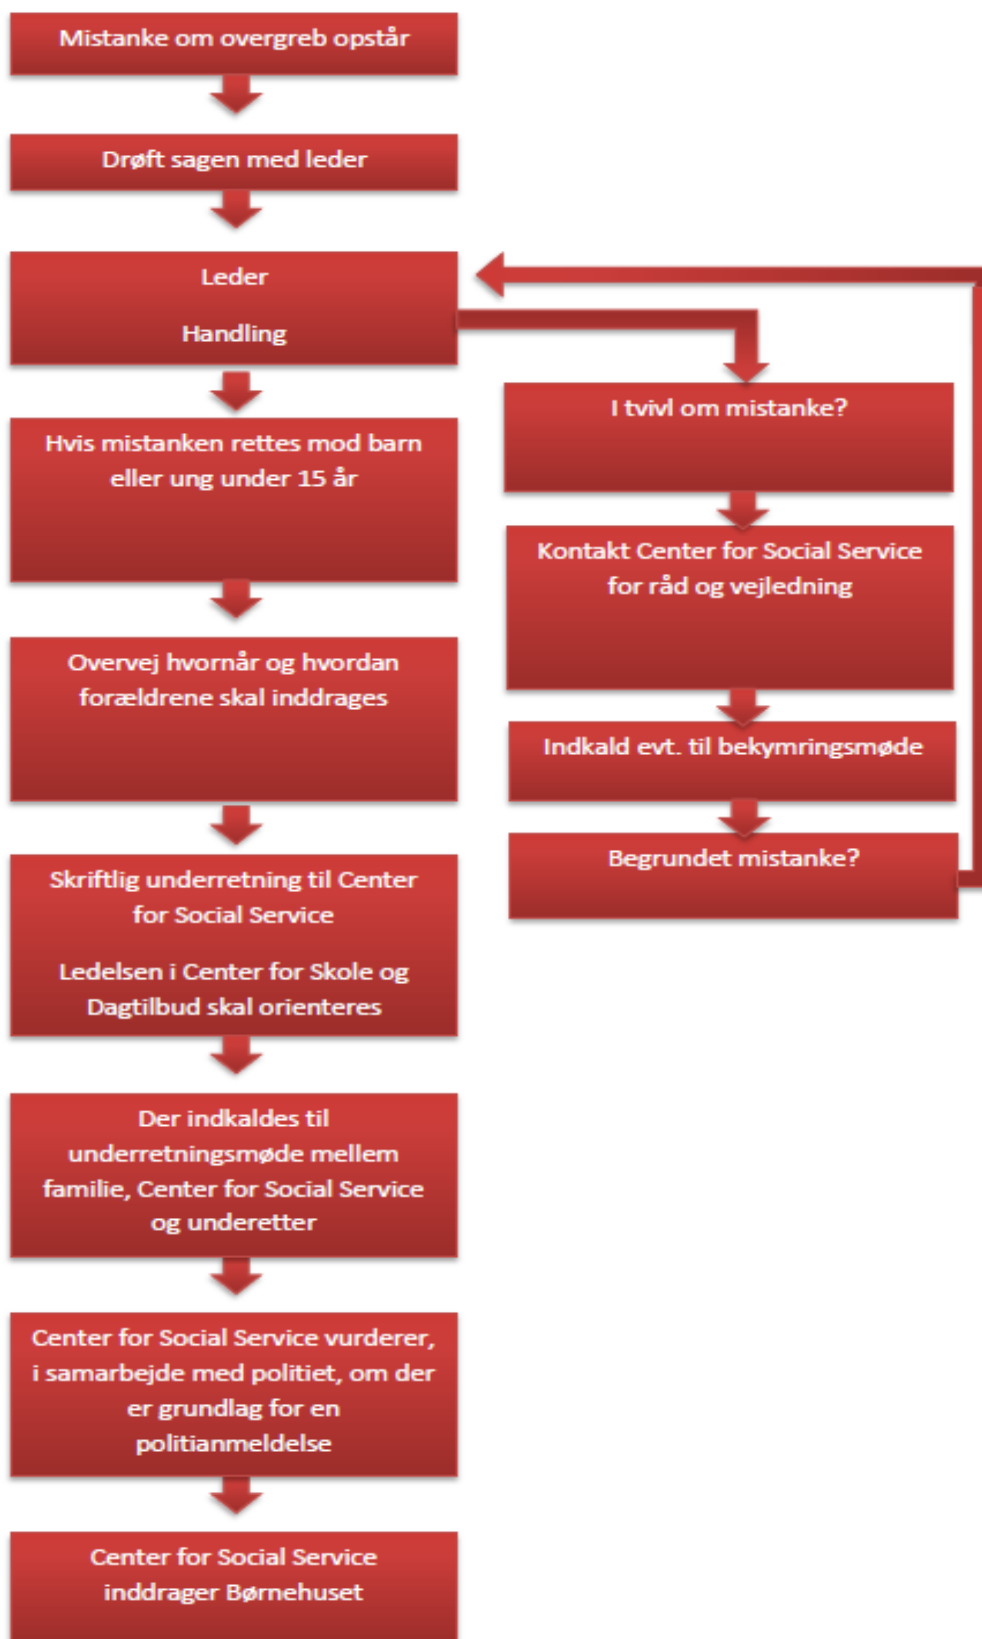 Mistanke om overgreb opstår
Drøft sagen med leder
Leder
Handling
Hvis mistanken rettes mod barn
eller ung under 15 år
Overvej hvornår og hvordan
forældrene skal inddrages
Skriftlig underretning til Center
for Social Service
Ledelsen i Center for Skole og
Dagtilbud skal orienteres
Der indkaldes til
underretningsmøde mellem
familie, Center for Social Service
og underetter
Center for Social Service vurderer,
i samarbejde med politiet, om der
er grundlag for en
politianmeldelse
Center for Social Service
inddrager Børnehuset
I tvivl om mistanke?
Kontakt Center for Social Service
for råd og vejledning
Indkald evt. til bekymringsmøde
Begrundet mistanke?